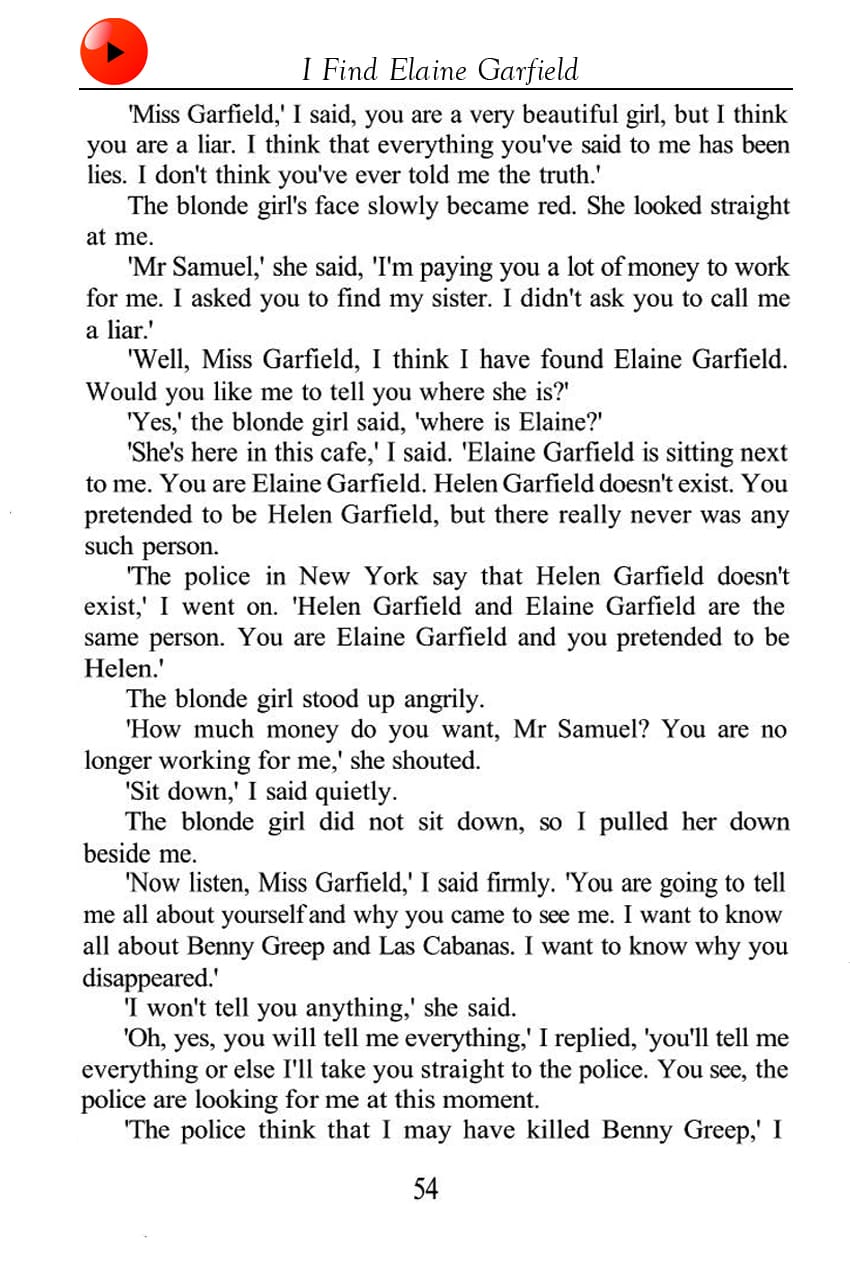 I Find Elaine Garfield
'Miss Garfield,' I said, you are a very beautiful girl, but I think
you are a liar. I think that everything you've said to me has been
lies. I don't think you've ever told me the truth.'
The blonde girl's face slowly became red. She looked straight
at me.
'Mr Samuel,' she said, 'I'm paying you a lot of money to work
for me. I asked you to find my sister. I didn't ask you to call me
a liar.'
'Well, Miss Garfield, I think I have found Elaine Garfield.
Would you like me to tell you where she is?'
'Yes,' the blonde girl said, 'where is Elaine?'
'She's here in this cafe,' I said. 'Elaine Garfield is sitting next
to me. You are Elaine Garfield. Helen Garfield doesn't exist. You
pretended to be Helen Garfield, but there really never was any
such person.
'The police in New York say that Helen Garfield doesn't
exist,' I went on. 'Helen Garfield and Elaine Garfield are the
same person. You are Elaine Garfield and you pretended to be
Helen.'
The blonde girl stood up angrily.
'How much money do you want, Mr Samuel? You are no
longer working for me,' she shouted.
'Sit down,' I said quietly.
The blonde girl did not sit down, so I pulled her down
beside me.
'Now listen, Miss Garfield,' I said firmly. 'You are going to tell
me all about yourself and why you came to see me. I want to know
all about Benny Greep and Las Cabanas. I want to know why you
disappeared.'
'I won't tell you anything,' she said.
'Oh, yes, you will tell me everything,' I replied, 'you'll tell me
everything or else I'll take you straight to the police. You see, the
police are looking for me at this moment.
'The police think that I may have killed Benny Greep,' I
54